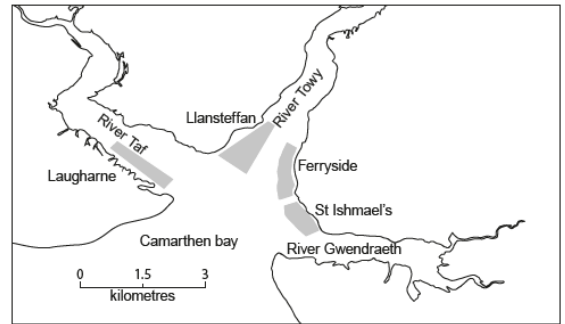 Llansteffan
River Towy
River Taf
Laugharne
Ferryside
St Ishmael's
Camarthen bay
River Gwendraeth
0 1.5 3
kilometres